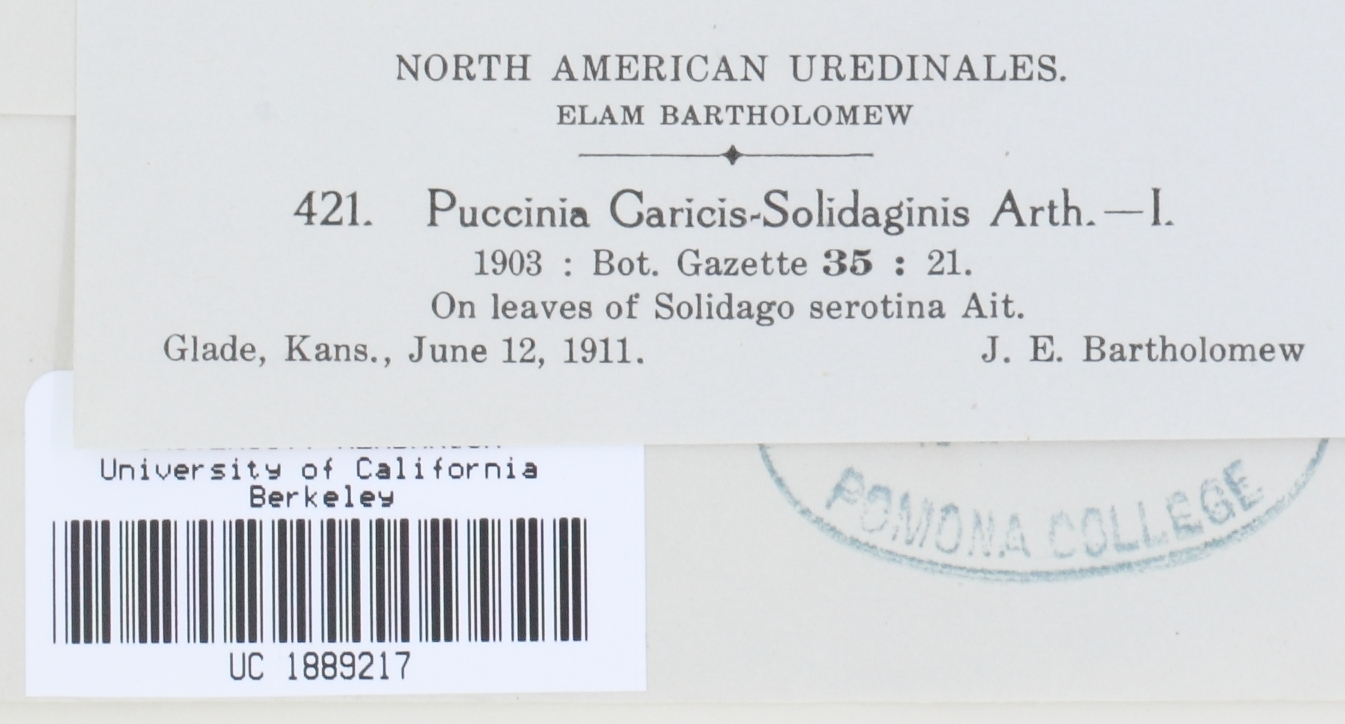 NORTH AMERICAN UREDINALES.
ELAM BARTHOLOMEW
421. Puccinia Caricis-Solidaginis Arth.—I.
1903 : Bot. Gazette 35 : 21.
On leaves of Solidago serotina Ait.
Glade, Kans., June 12, 1911. J. E. Bartholomew
University of California
Berkeley
UC 1889217
POMONA COLLEGE